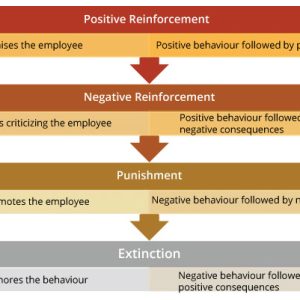 Positive Reinforcement
ises the employee
Positive behaviour followed by p
Negative Reinforcement
s criticizing the employee
Positive behaviour followed
negative consequences
Punishment
motes the employee
Negative behaviour followed by n
Extinction
nores the behaviour
Negative behaviour followed
positive consequences